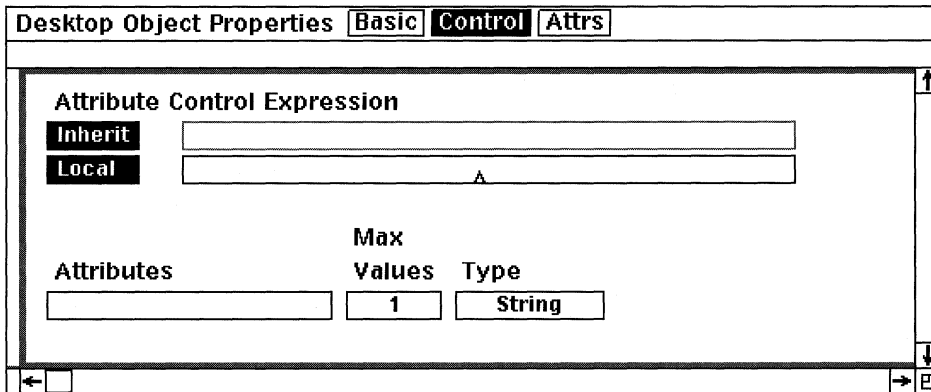 Desktop Object Properties Basic Control Attrs
Attribute Control Expression
Inherit
Local
Max
Attributes Values Type
1 String